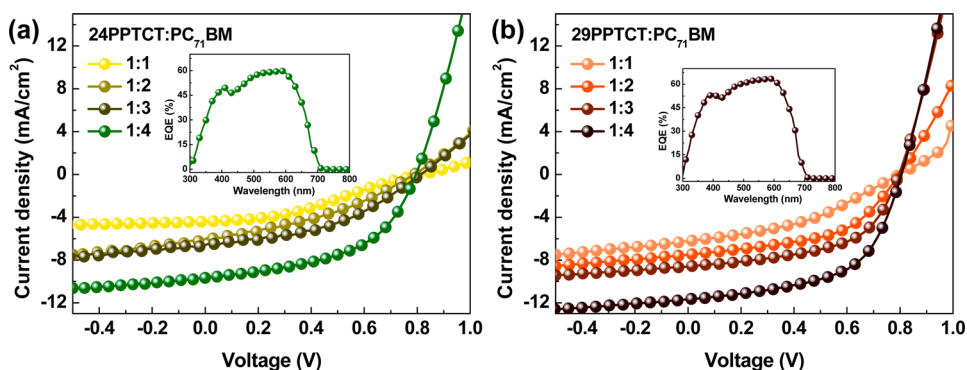 (a)
24PPTCT:PC71BM
1:1
1:2
1:3
1:4
Current density (mA/cm2)
12
8
4
0
-4
-8
-12
-0.4 -0.2 0.0 0.2 0.4 0.6 0.8 1.0
Voltage (V)
EQE (%)
60
45
30
15
0
300 400 500 600 700 800
Wavelength (nm)
(b)
29PPTCT:PC71BM
1:1
1:2
1:3
1:4
Current density (mA/cm2)
12
8
4
0
-4
-8
-12
-0.4 -0.2 0.0 0.2 0.4 0.6 0.8 1.0
Voltage (V)
EQE (%)
60
45
30
15
0
300 400 500 600 700 800
Wavelength (nm)